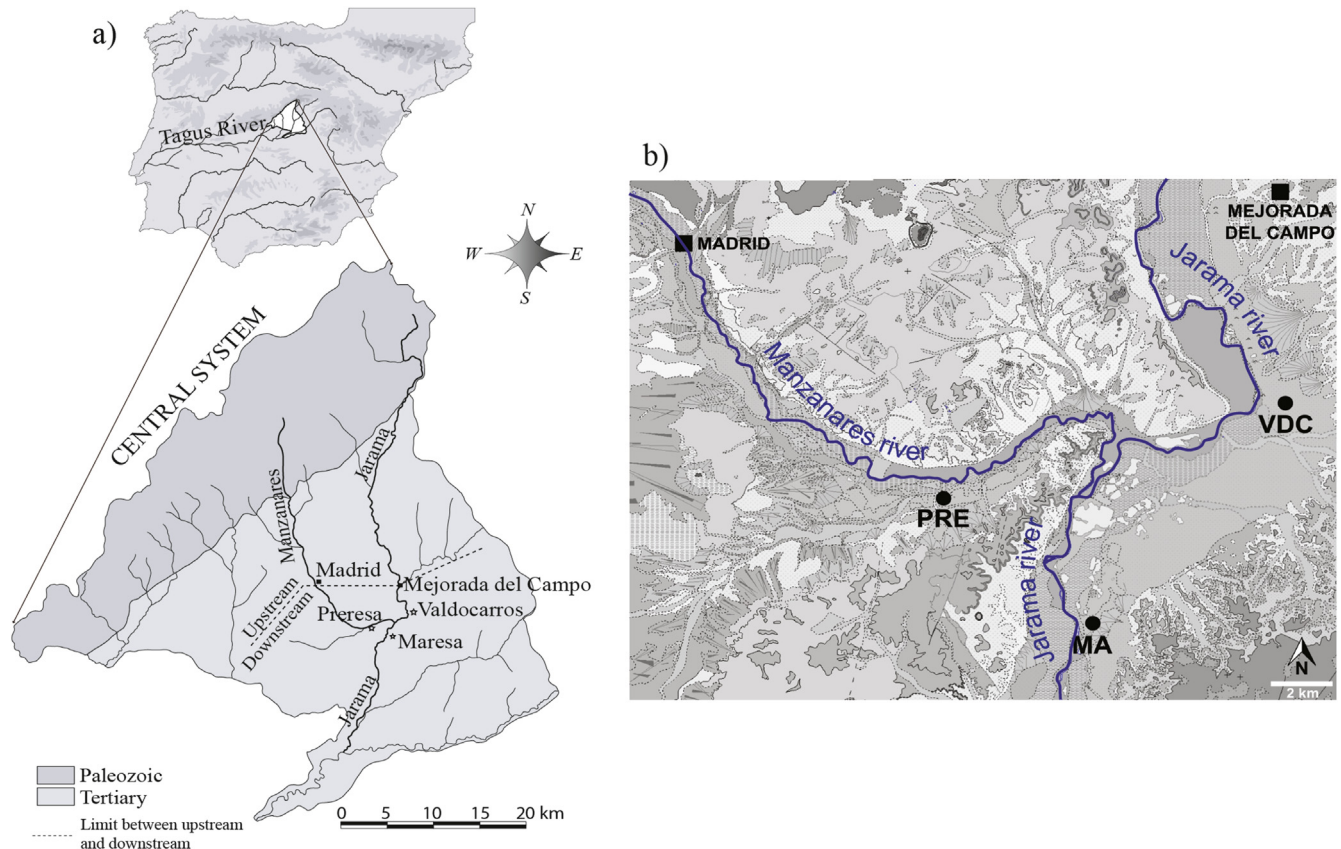 a)
Tagus River
N
W
E
S
CENTRAL SYSTEM
Jarama
Manzanares
Madrid
Mejorada del Campo
Upstream
Downstream
Valdocarros
Preresa
Maresa
Jarama
Paleozoic
Tertiary
Limit between upstream
and downstream
0 5 10 15 20 km
b)
MADRID
MEJORADA
DEL CAMPO
Jarama river
Manzanares river
VDC
PRE
Jarama river
MA
N
2 km